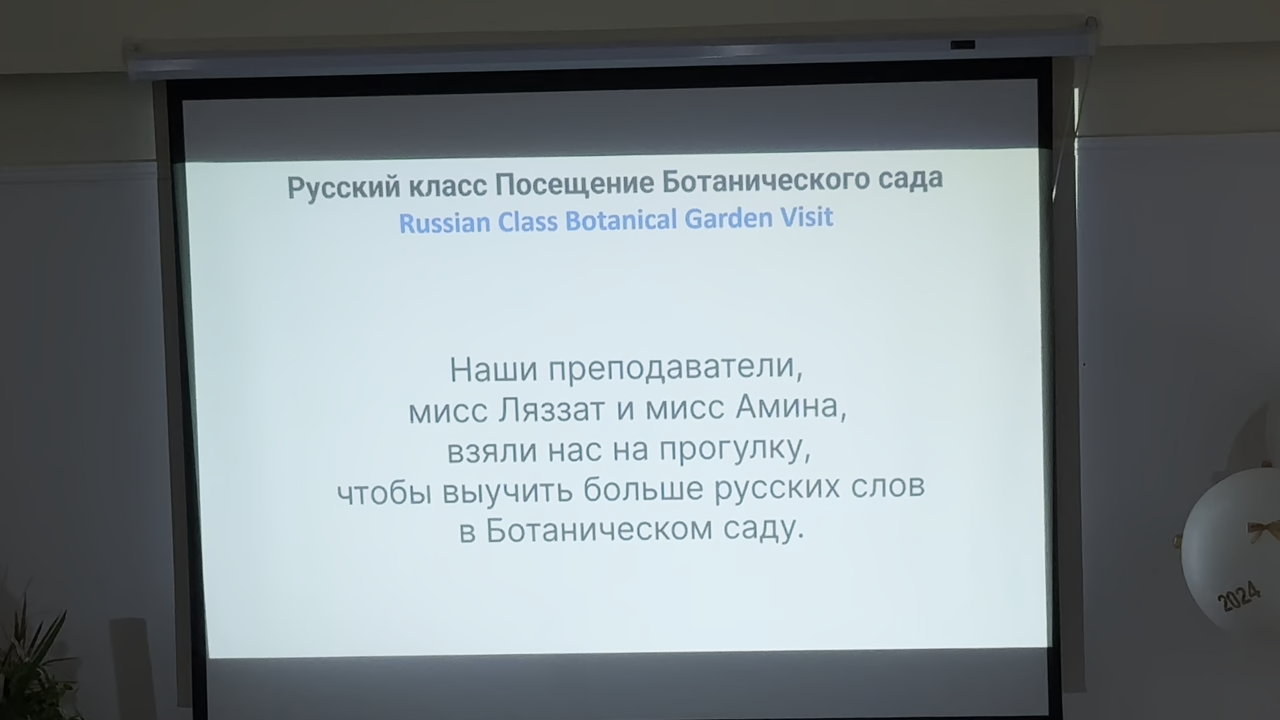 Русский класс Посещение Ботанического сада
Russian Class Botanical Garden Visit
Наши преподаватели,
мисс Ляззат и мисс Амина,
взяли нас на прогулку,
чтобы выучить больше русских слов
в Ботаническом саду.
2024